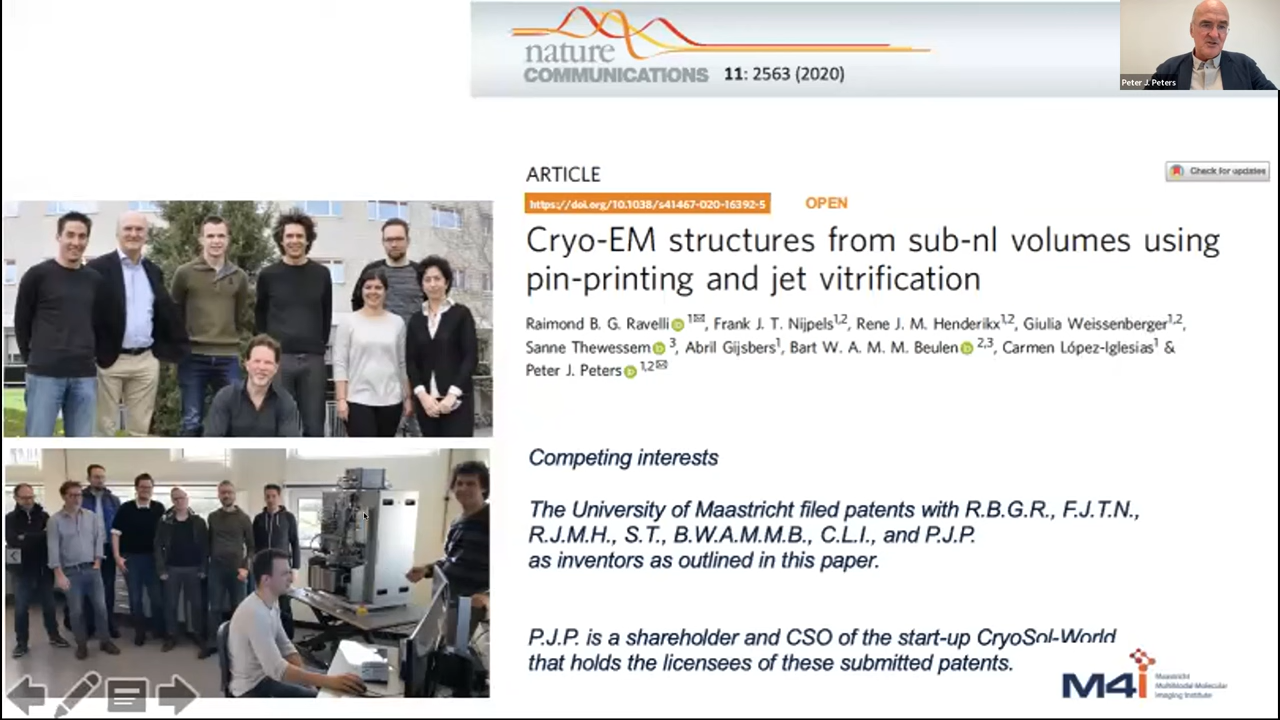 nature
COMMUNICATIONS 11: 2563 (2020)
Peter J. Peters
ARTICLE
Check for updates
https://doi.org/10.1038/s41467-020-16392-5 OPEN
Cryo-EM structures from sub-nl volumes using
pin-printing and jet vitrification
Raimond B. G. Ravelli 1✉, Frank J. T. Nijpels1,2, Rene J. M. Henderikx1,2, Giulia Weissenberger1,2,
Sanne Thewessem 3, Abril Gijsbers1, Bart W. A. M. M. Beulen 2,3, Carmen López-Iglesias1 &
Peter J. Peters 1,2✉
Competing interests
The University of Maastricht filed patents with R.B.G.R., F.J.T.N.,
R.J.M.H., S.T., B.W.A.M.M.B., C.L.I., and P.J.P.
as inventors as outlined in this paper.
P.J.P. is a shareholder and CSO of the start-up CryoSol-World
that holds the licensees of these submitted patents.
M4i
Maastricht
MultiModal Molecular
Imaging Institute